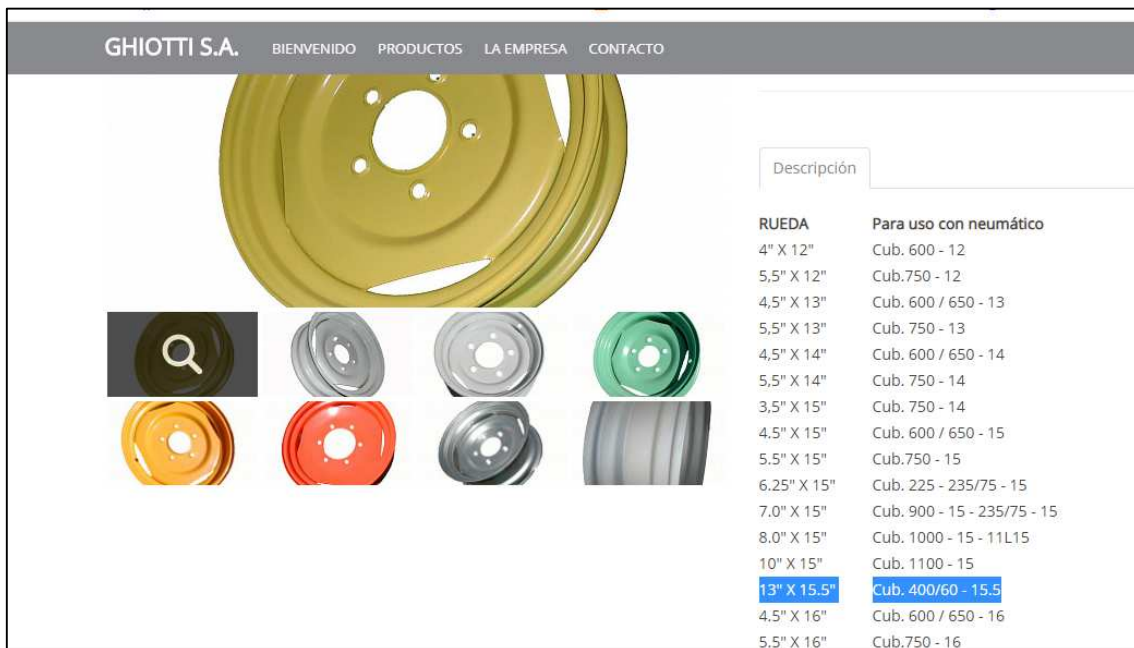 GHIOTTI S.A. BIENVENIDO PRODUCTOS LA EMPRESA CONTACTO
Descripción
RUEDA Para uso con neumático
4" X 12" Cub. 600 - 12
5,5" X 12" Cub.750 - 12
4,5" X 13" Cub. 600 / 650 - 13
5,5" X 13" Cub. 750 - 13
4,5" X 14" Cub. 600 / 650 - 14
5,5" X 14" Cub. 750 - 14
3,5" X 15" Cub. 750 - 14
4.5" X 15" Cub. 600 / 650 - 15
5.5" X 15" Cub.750 - 15
6.25" X 15" Cub. 225 - 235/75 - 15
7.0" X 15" Cub. 900 - 15 - 235/75 - 15
8.0" X 15" Cub. 1000 - 15 - 11L15
10" X 15" Cub. 1100 - 15
13" X 15.5" Cub. 400/60 - 15.5
4.5" X 16" Cub. 600 / 650 - 16
5.5" X 16" Cub.750 - 16